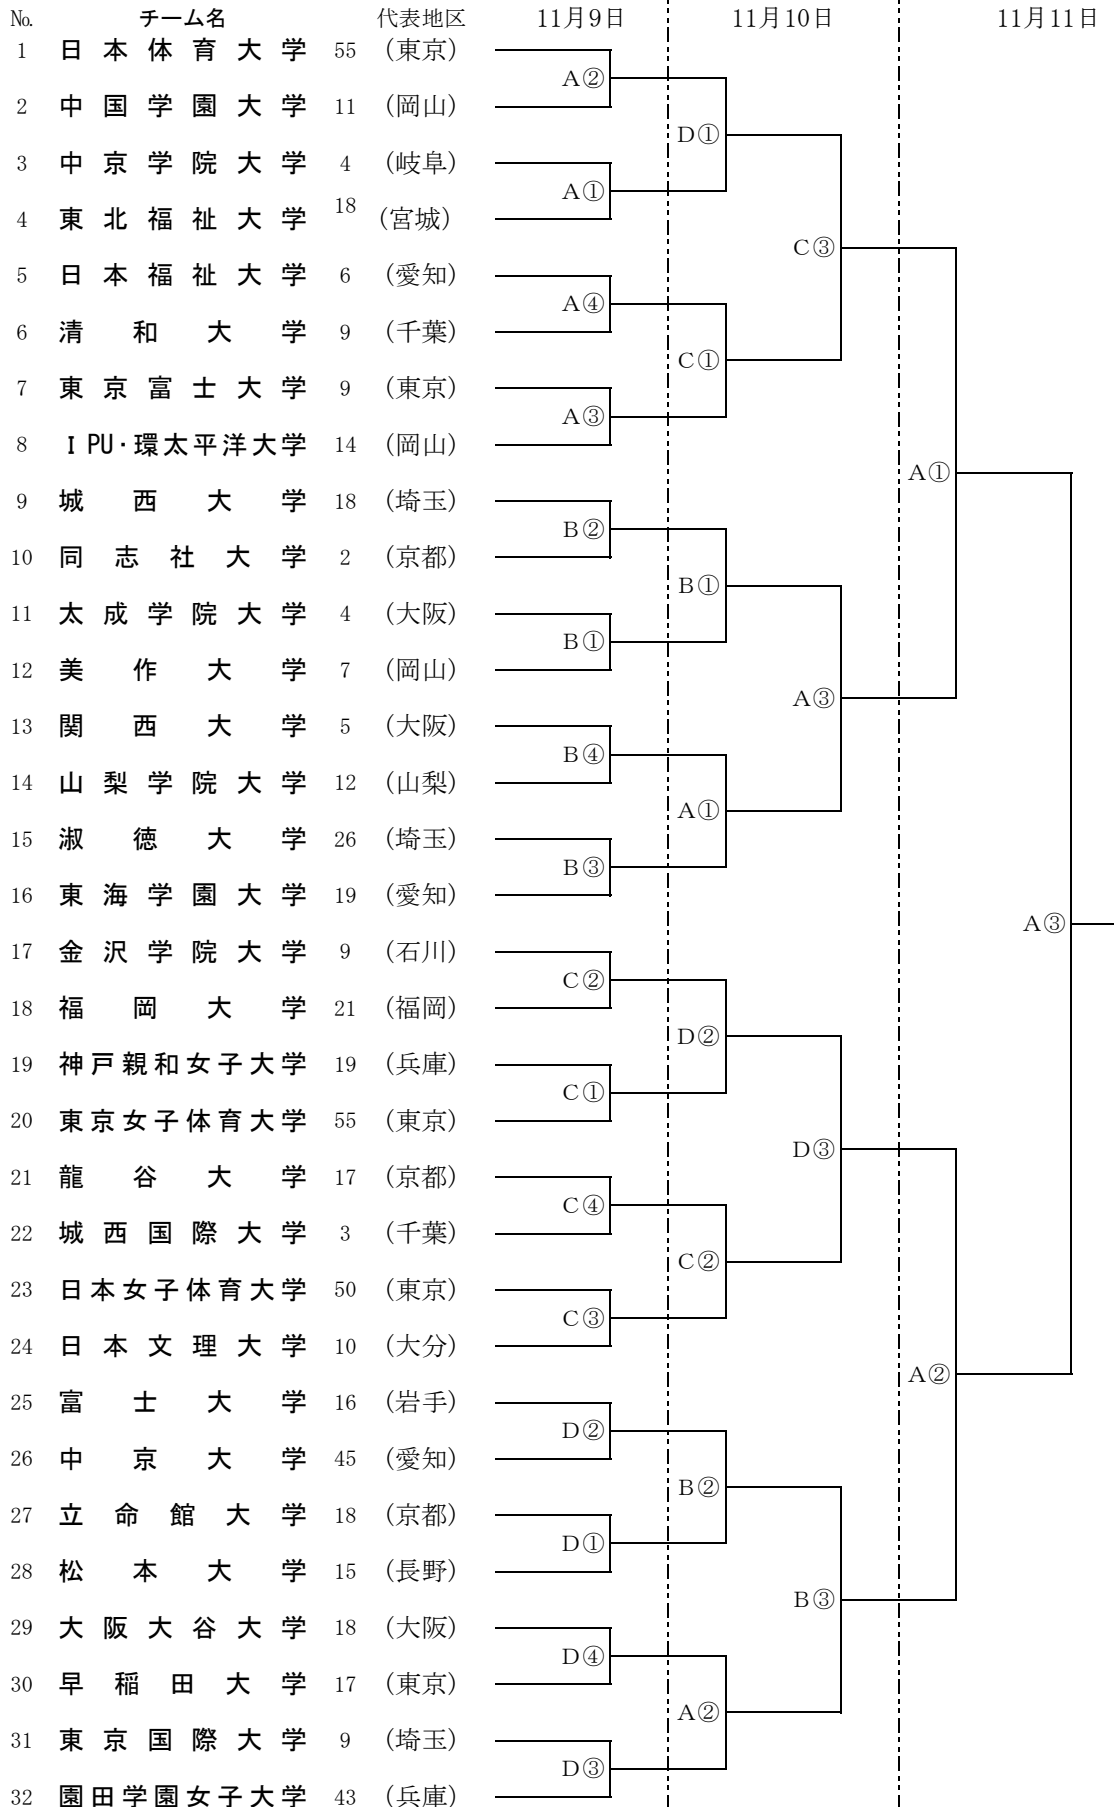 № チーム名 代表地区 11月9日 11月10日 11月11日
1 日本体育大学 55 (東京)
A②
2 中国学園大学 11 (岡山)
D①
3 中京学院大学 4 (岐阜)
A①
4 東北福祉大学 18 (宮城)
C③
5 日本福祉大学 6 (愛知)
A④
6 清和大学 9 (千葉)
C①
7 東京富士大学 9 (東京)
A③
8 IPU・環太平洋大学 14 (岡山)
A①
9 城西大学 18 (埼玉)
B②
10 同志社大学 2 (京都)
B①
11 太成学院大学 4 (大阪)
B①
12 美作大学 7 (岡山)
A③
13 関西大学 5 (大阪)
B④
14 山梨学院大学 12 (山梨)
A①
15 淑徳大学 26 (埼玉)
B③
16 東海学園大学 19 (愛知)
A③
17 金沢学院大学 9 (石川)
C②
18 福岡大学 21 (福岡)
D②
19 神戸親和女子大学 19 (兵庫)
C①
20 東京女子体育大学 55 (東京)
D③
21 龍谷大学 17 (京都)
C④
22 城西国際大学 3 (千葉)
C②
23 日本女子体育大学 50 (東京)
C③
24 日本文理大学 10 (大分)
A②
25 富士大学 16 (岩手)
D②
26 中京大学 45 (愛知)
B②
27 立命館大学 18 (京都)
D①
28 松本大学 15 (長野)
B③
29 大阪大谷大学 18 (大阪)
D④
30 早稲田大学 17 (東京)
A②
31 東京国際大学 9 (埼玉)
D③
32 園田学園女子大学 43 (兵庫)